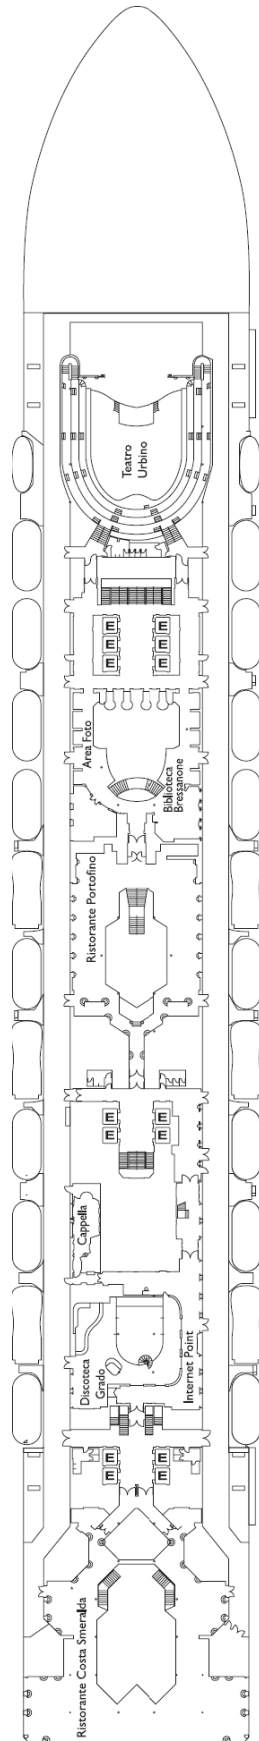 Teatro
Urbino
E E
E E
E E
Area Foto
Biblioteca
Bressanone
Ristorante Portofino
E E
E E
Cappella
Discoteca
Grado
Internet Point
E E
E E
Ristorante Costa Smeralda